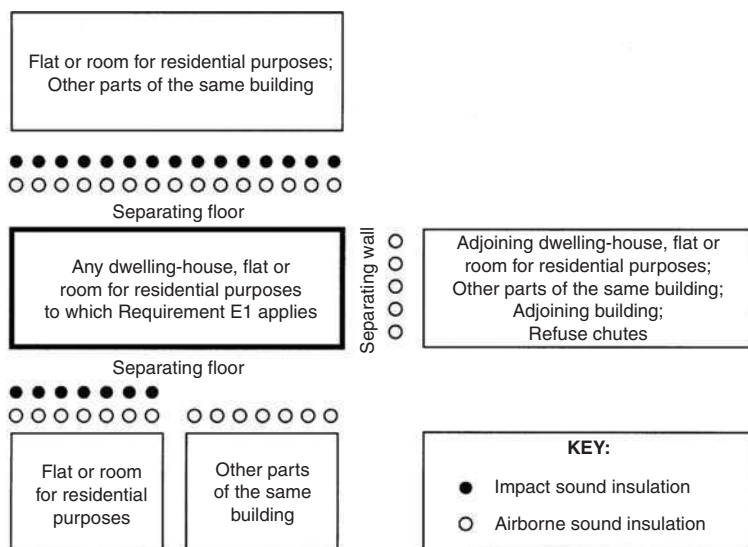 Flat or room for residential purposes;
Other parts of the same building
Separating floor
Any dwelling-house, flat or
room for residential purposes
to which Requirement E1 applies
Separating wall
Adjoining dwelling-house, flat or
room for residential purposes;
Other parts of the same building;
Adjoining building;
Refuse chutes
Separating floor
Flat or room
for residential
purposes
Other parts
of the same
building
KEY:
Impact sound insulation
Airborne sound insulation